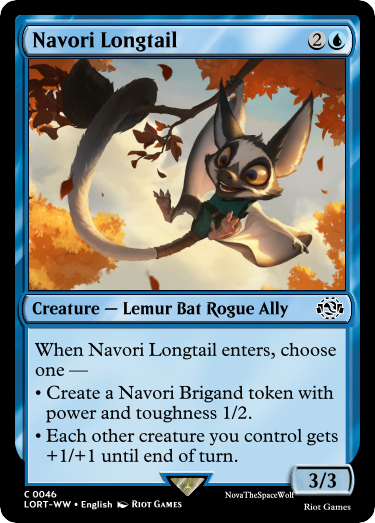 Navori Longtail 2
Creature — Lemur Bat Rogue Ally
When Navori Longtail enters, choose
one —
• Create a Navori Brigand token with
power and toughness 1/2.
• Each other creature you control gets
+1/+1 until end of turn.
3/3
C 0046 NovaTheSpaceWolf
LORT-WW • English Riot Games Riot Games